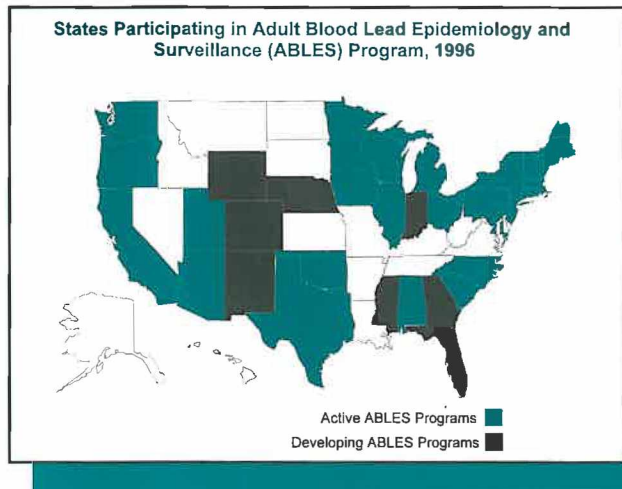 States Participating in Adult Blood Lead Epidemiology and
Surveillance (ABLES) Program, 1996
Active ABLES Programs
Developing ABLES Programs